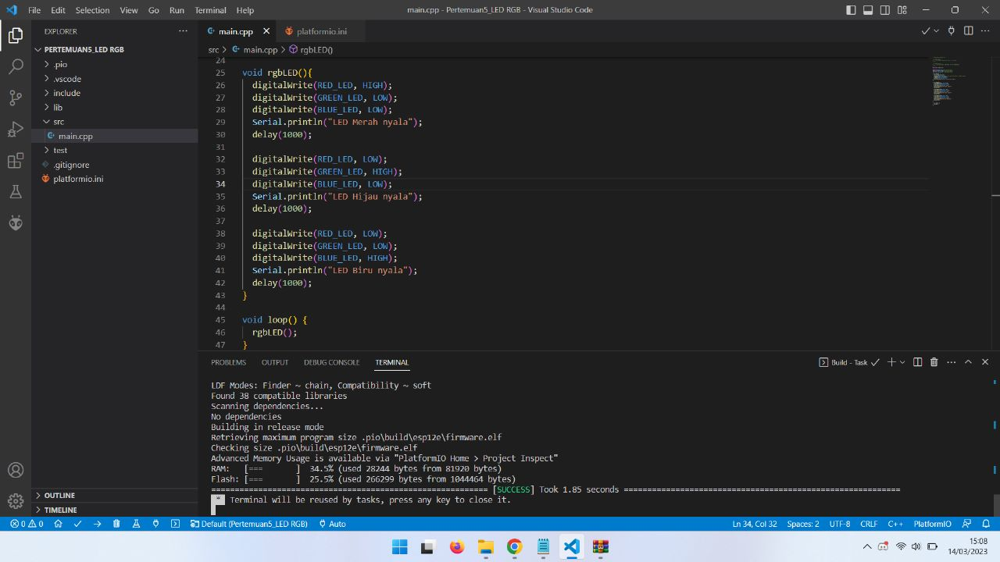 File Edit Selection View Go Run Terminal Help
main.cpp - Pertemuan5_LED RGB - Visual Studio Code
EXPLORER
PERTEMUAN5_LED RGB
.pio
.vscode
include
lib
src
main.cpp
test
.gitignore
platformio.ini
OUTLINE
TIMELINE
main.cpp
platformio.ini
src > main.cpp > rgbLED()
24
25 void rgbLED(){
26 digitalWrite(RED_LED, HIGH);
27 digitalWrite(GREEN_LED, LOW);
28 digitalWrite(BLUE_LED, LOW);
29 Serial.println("LED Merah nyala");
30 delay(1000);
31
32 digitalWrite(RED_LED, LOW);
33 digitalWrite(GREEN_LED, HIGH);
34 digitalWrite(BLUE_LED, LOW);
35 Serial.println("LED Hijau nyala");
36 delay(1000);
37
38 digitalWrite(RED_LED, LOW);
39 digitalWrite(GREEN_LED, LOW);
40 digitalWrite(BLUE_LED, HIGH);
41 Serial.println("LED Biru nyala");
42 delay(1000);
43 }
44
45 void loop() {
46 rgbLED();
47 }
PROBLEMS OUTPUT DEBUG CONSOLE TERMINAL
Build - Task
LDF Modes: Finder ~ chain, Compatibility ~ soft
Found 38 compatible libraries
Scanning dependencies...
No dependencies
Building in release mode
Retrieving maximum program size .pio\build\esp12e\firmware.elf
Checking size .pio\build\esp12e\firmware.elf
Advanced Memory Usage is available via "PlatformIO Home > Project Inspect"
RAM: [===       ] 34.5% (used 28244 bytes from 81920 bytes)
Flash: [===       ] 25.5% (used 266299 bytes from 1044464 bytes)
[SUCCESS] Took 1.85 seconds
* Terminal will be reused by tasks, press any key to close it.
0 0 Default (Pertemuan5_LED RGB) Auto
Ln 34, Col 32 Spaces: 2 UTF-8 CRLF C++ PlatformIO
15:08
14/03/2023